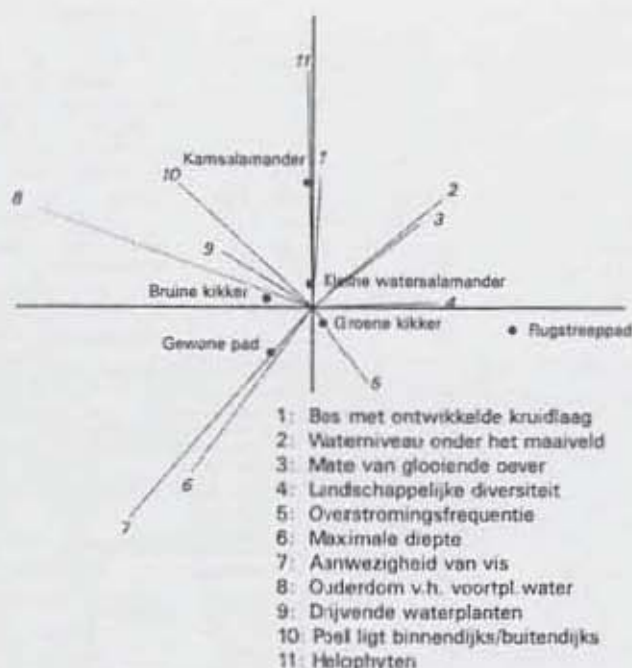 11
Kamsalamander
1
10
2
8
3
9
Kleine watersalamander
Bruine kikker
4
Groene kikker
Rugstreeppad
Gewone pad
5
1: Bos met ontwikkelde kruidlaag
2: Waterniveau onder het maaiveld
3: Mate van glooiende oever
4: Landschappelijke diversiteit
5: Overstromingsfrequentie
6
6: Maximale diepte
7
7: Aanwezigheid van vis
8: Ouderdom v.h. voortpl. water
9: Drijvende waterplanten
10: Poel ligt binnendijks/buitendijks
11: Helophyten